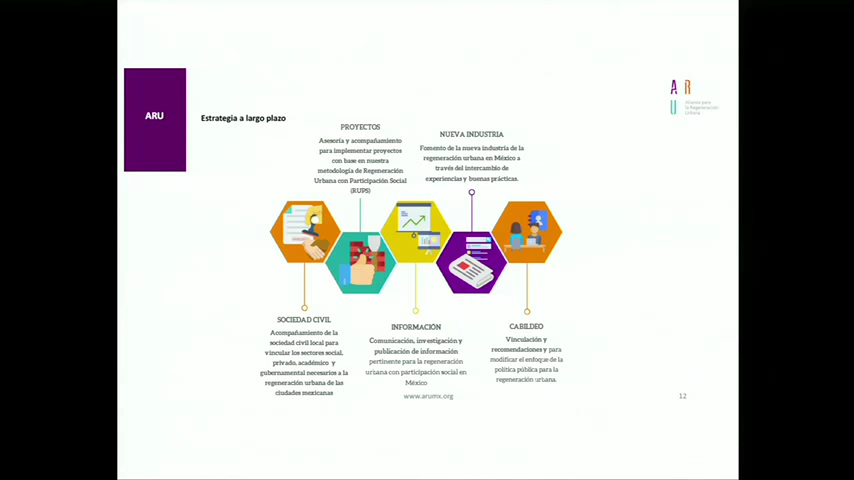 ARU
Estrategia a largo plazo
A R
U
Alianza para
la Regeneración
Urbana
PROYECTOS
Asesoría y acompañamiento
para implementar proyectos
con base en nuestra
metodología de Regeneración
Urbana con Participación Social
(RUPS)
NUEVA INDUSTRIA
Fomento de la nueva industria de la
regeneración urbana en México a
través del intercambio de
experiencias y buenas prácticas.
SOCIEDAD CIVIL
Acompañamiento de la
sociedad civil local para
vincular los sectores social,
privado, académico y
gubernamental necesarios a la
regeneración urbana de las
ciudades mexicanas
INFORMACIÓN
Comunicación, investigación y
publicación de información
pertinente para la regeneración
urbana con participación social en
México
CABILDEO
Vinculación y
recomendaciones y para
modificar el enfoque de la
política pública para la
regeneración urbana.
www.arumx.org
12